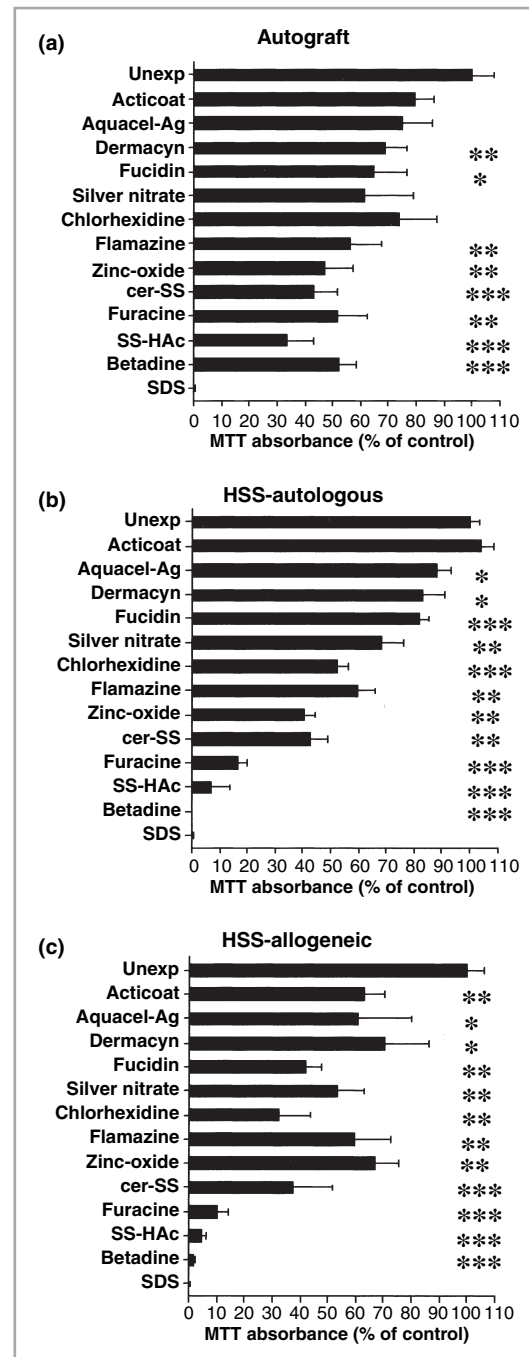 (a)
Autograft
Unexp
Acticoat
Aquacel-Ag
Dermacyn **
Fucidin *
Silver nitrate
Chlorhexidine
Flamazine **
Zinc-oxide **
cer-SS ***
Furacine **
SS-HAc ***
Betadine ***
SDS
0 10 20 30 40 50 60 70 80 90 100 110
MTT absorbance (% of control)
(b)
HSS-autologous
Unexp
Acticoat
Aquacel-Ag *
Dermacyn *
Fucidin ***
Silver nitrate **
Chlorhexidine ***
Flamazine **
Zinc-oxide **
cer-SS **
Furacine ***
SS-HAc ***
Betadine ***
SDS
0 10 20 30 40 50 60 70 80 90 100 110
MTT absorbance (% of control)
(c)
HSS-allogeneic
Unexp
Acticoat **
Aquacel-Ag *
Dermacyn *
Fucidin **
Silver nitrate **
Chlorhexidine **
Flamazine **
Zinc-oxide **
cer-SS ***
Furacine ***
SS-HAc ***
Betadine ***
SDS
0 10 20 30 40 50 60 70 80 90 100 110
MTT absorbance (% of control)